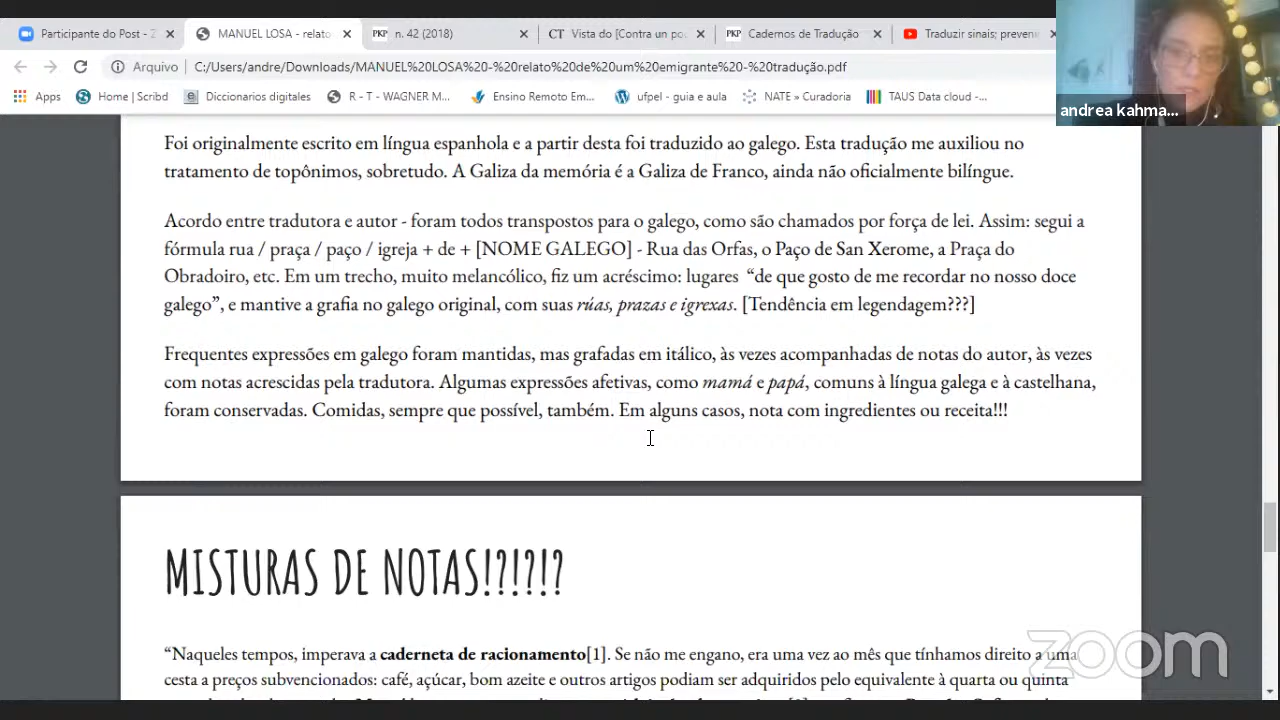 Participante do Post - Z
MANUEL LOSA - relato
n. 42 (2018)
Vista do [Contra un po
Cadernos de Tradução
Traduzir sinais; preven
Arquivo
C:/Users/andre/Downloads/MANUEL%20LOSA%20-%20relato%20de%20um%20emigrante%20-%20tradução.pdf
Apps
Home | Scribd
Diccionarios digitales
R - T - WAGNER M...
Ensino Remoto Em...
ufpel - guia e aula
NATE » Curadoria
TAUS Data cloud -...
andrea kahma...
Foi originalmente escrito em língua espanhola e a partir desta foi traduzido ao galego. Esta tradução me auxiliou no
tratamento de topônimos, sobretudo. A Galiza da memória é a Galiza de Franco, ainda não oficialmente bilíngue.
Acordo entre tradutora e autor - foram todos transpostos para o galego, como são chamados por força de lei. Assim: segui a
fórmula rua / praça / paço / igreja + de + [NOME GALEGO] - Rua das Orfas, o Paço de San Xerome, a Praça do
Obradoiro, etc. Em um trecho, muito melancólico, fiz um acréscimo: lugares “de que gosto de me recordar no nosso doce
galego”, e mantive a grafia no galego original, com suas rúas, prazas e igrexas. [Tendência em legendagem???]
Frequentes expressões em galego foram mantidas, mas grafadas em itálico, às vezes acompanhadas de notas do autor, às vezes
com notas acrescidas pela tradutora. Algumas expressões afetivas, como mamá e papá, comuns à língua galega e à castelhana,
foram conservadas. Comidas, sempre que possível, também. Em alguns casos, nota com ingredientes ou receita!!!
MISTURAS DE NOTAS!?!?!?
“Naqueles tempos, imperava a caderneta de racionamento[1]. Se não me engano, era uma vez ao mês que tínhamos direito a uma
cesta a preços subvencionados: café, açúcar, bom azeite e outros artigos podiam ser adquiridos pelo equivalente à quarta ou quinta
zoom